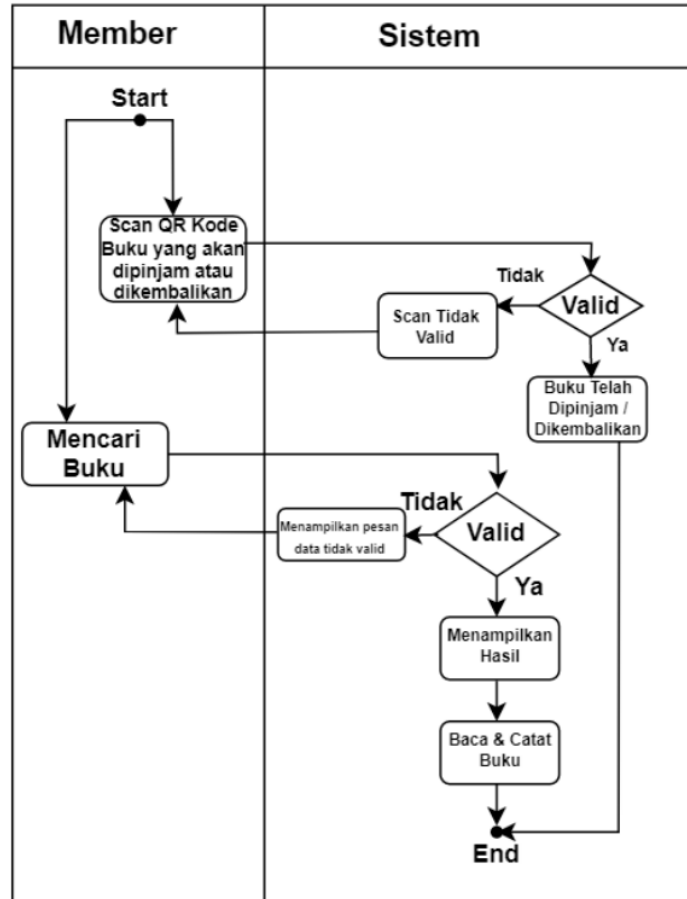 Member
Sistem
Start
Scan QR Kode
Buku yang akan
dipinjam atau
dikembalikan
Tidak
Valid
Scan Tidak
Valid
Ya
Buku Telah
Dipinjam /
Dikembalikan
Mencari
Buku
Tidak
Menampilkan pesan
data tidak valid
Valid
Ya
Menampilkan
Hasil
Baca & Catat
Buku
End